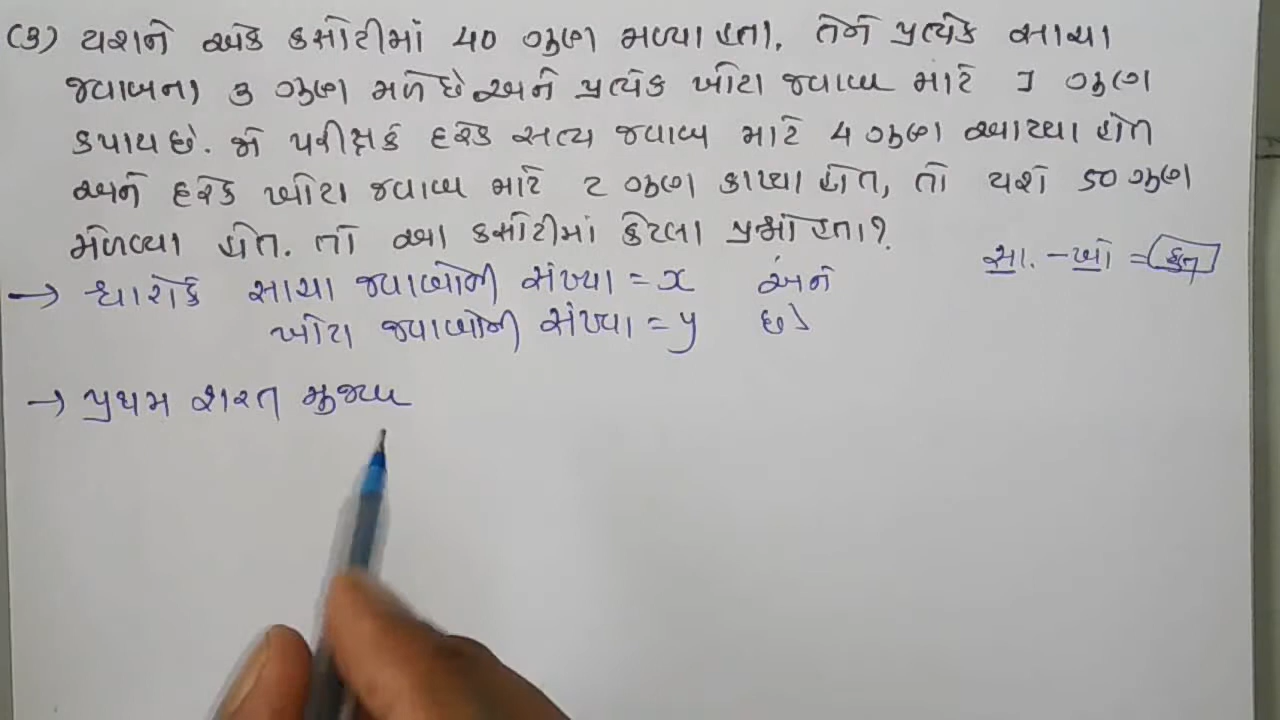 (૩) યશને એક કસોટીમાં ૪૦ ગુણ મળ્યા હતા. તેને પ્રત્યેક સાચા
જવાબના ૩ ગુણ મળે છે અને પ્રત્યેક ખોટા જવાબ માટે ૧ ગુણ
કપાય છે. જો પરીક્ષકે દરેક સત્ય જવાબ માટે ૪ ગુણ આપ્યા હોત
અને દરેક ખોટા જવાબ માટે ૨ ગુણ કાપ્યા હોત, તો યશે ૫૦ ગુણ
મેળવ્યા હોત. તો આ કસોટીમાં કેટલા પ્રશ્નો હતા?
સા. - ખો = કુલ
→ ધારોકે સાચા જવાબોની સંખ્યા = x અને
ખોટા જવાબોની સંખ્યા = y છે
→ પ્રથમ શરત મુજબ